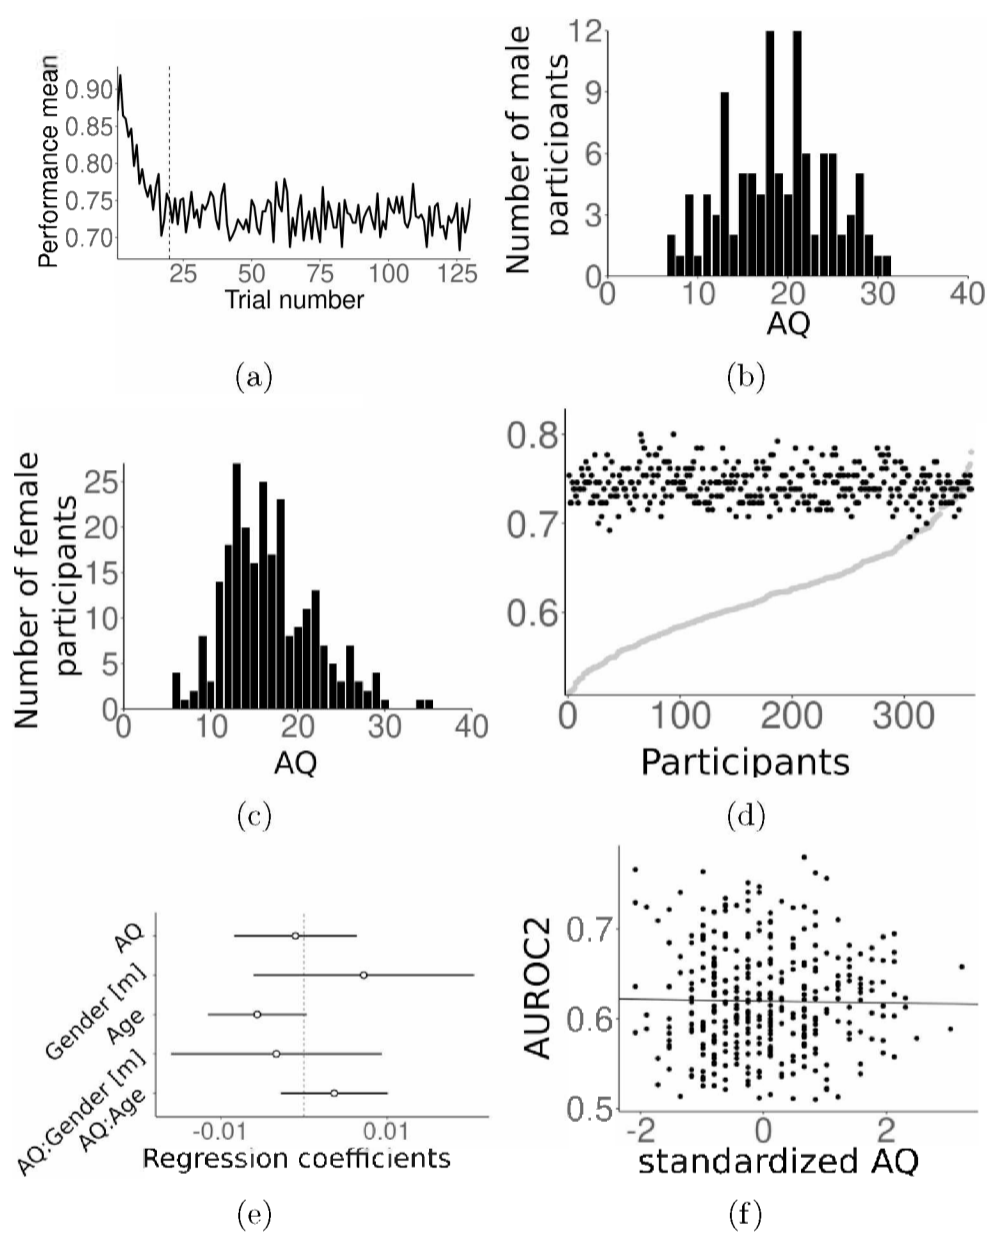 Performance mean
0.90
0.85
0.80
0.75
0.70
25 50 75 100 125
Trial number
(a)
Number of male
participants
12
9
6
3
0
0 10 20 30 40
AQ
(b)
Number of female
participants
25
20
15
10
5
0
0 10 20 30 40
AQ
(c)
0.8
0.7
0.6
0 100 200 300
Participants
(d)
AQ
Gender [m]
Age
AQ:Gender [m]
AQ:Age
-0.01 0.01
Regression coefficients
(e)
AUROC2
0.7
0.6
0.5
-2 0 2
standardized AQ
(f)